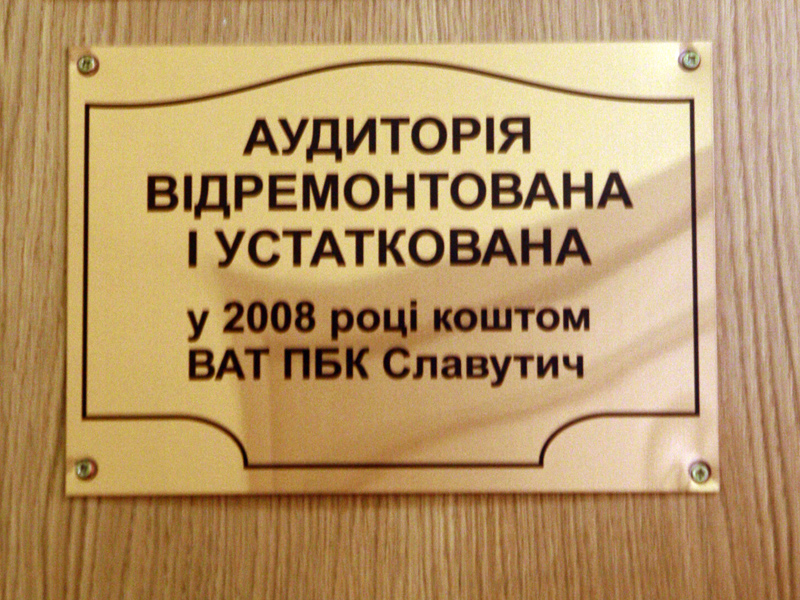 АУДИТОРІЯ
ВІДРЕМОНТОВАНА
І УСТАТКОВАНА
у 2008 році коштом
ВАТ ПБК Славутич